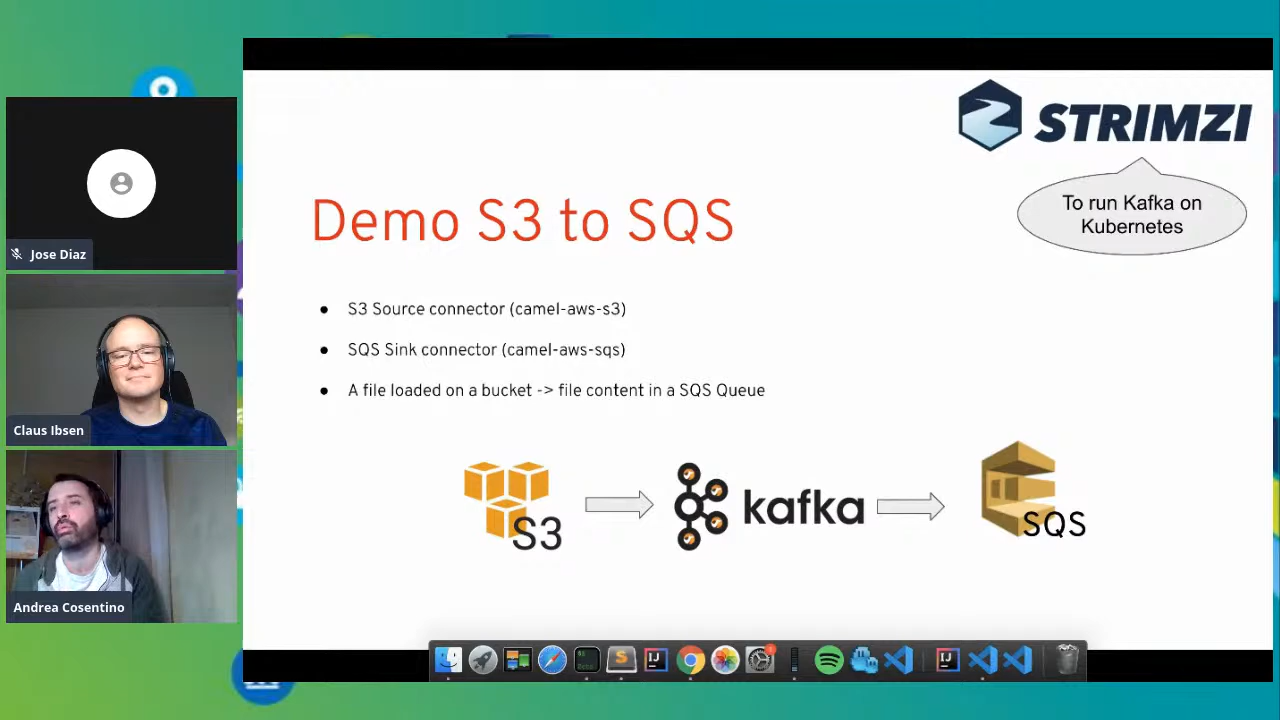 STRIMZI
To run Kafka on
Kubernetes
Demo S3 to SQS
S3 Source connector (camel-aws-s3)
SQS Sink connector (camel-aws-sqs)
A file loaded on a bucket -> file content in a SQS Queue
S3
kafka
SQS
Jose Diaz
Claus Ibsen
Andrea Cosentino